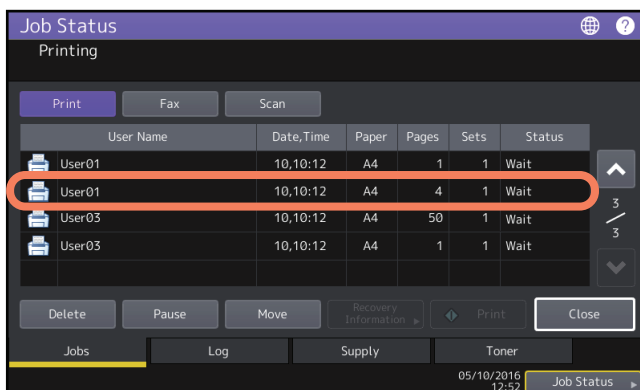 Job Status
?
Printing
Print Fax Scan
User Name Date,Time Paper Pages Sets Status
User01 10,10:12 A4 1 1 Wait
User01 10,10:12 A4 4 1 Wait
User03 10,10:12 A4 50 1 Wait
User03 10,10:12 A4 1 1 Wait
3
3
Delete Pause Move Recovery Information Print Close
Jobs Log Supply Toner
05/10/2016
12:52 Job Status